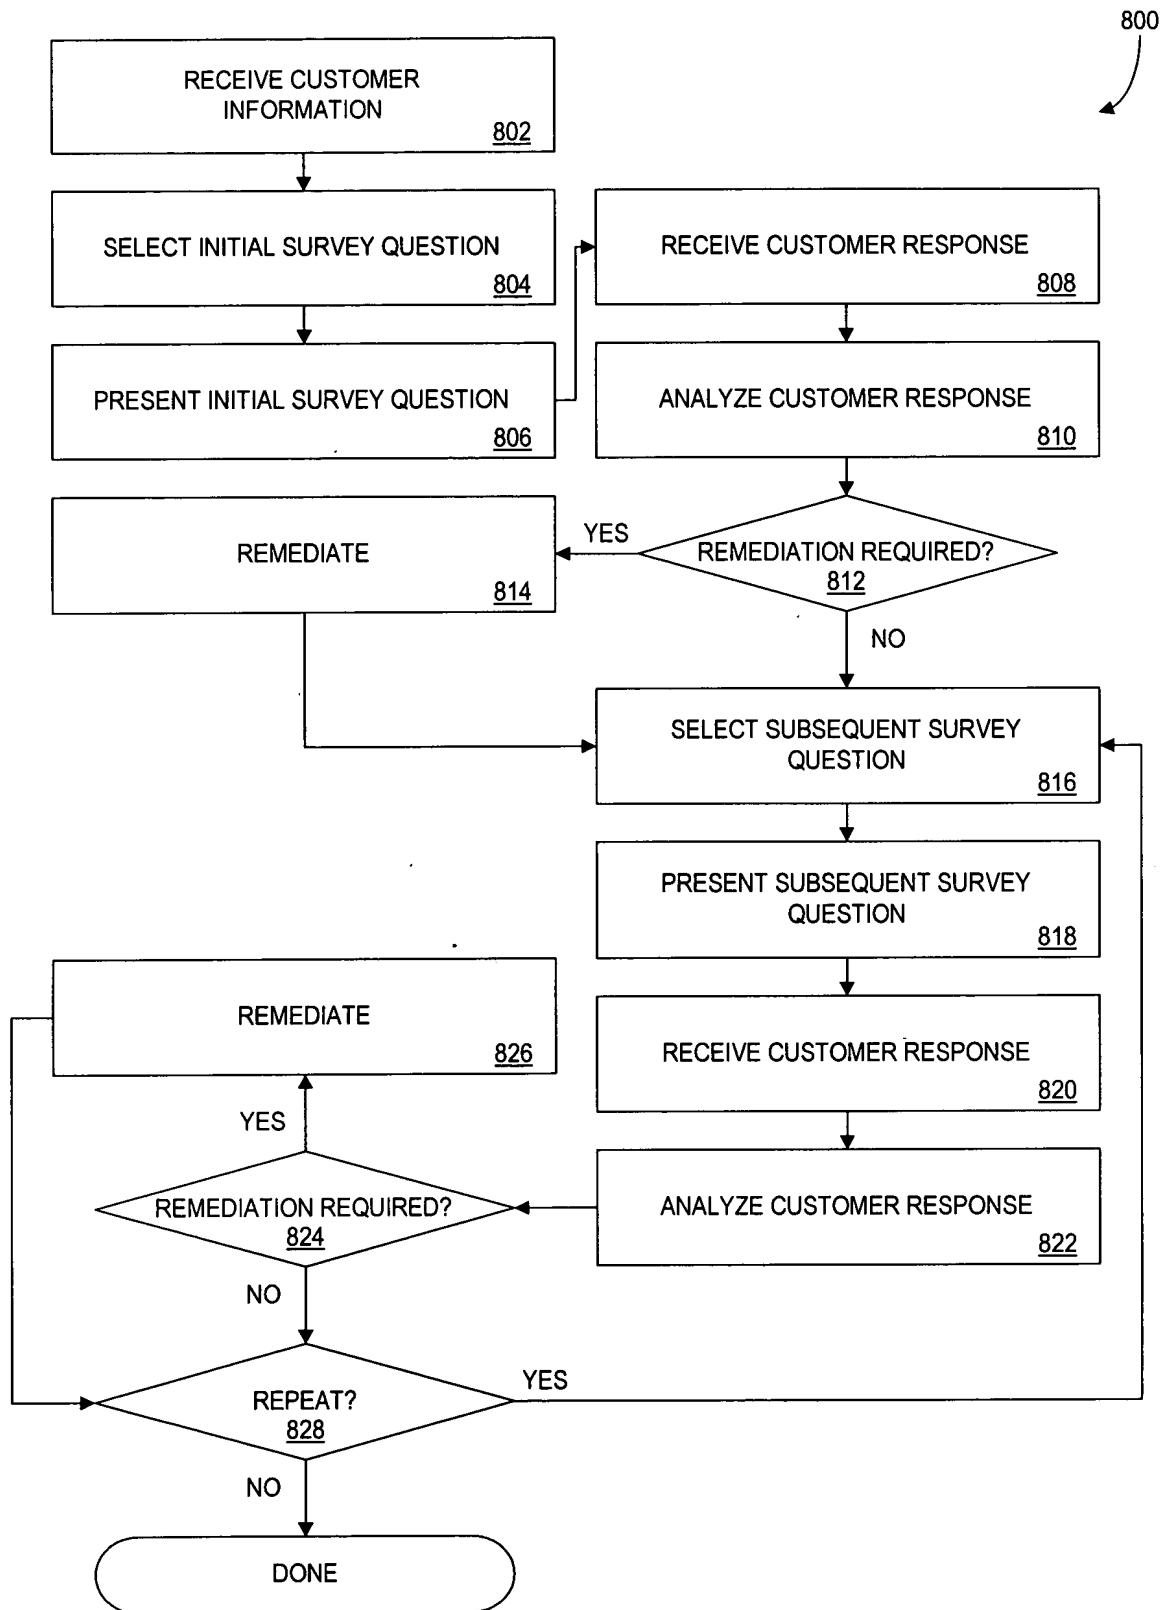 800
RECEIVE CUSTOMER
INFORMATION
802
SELECT INITIAL SURVEY QUESTION
804
PRESENT INITIAL SURVEY QUESTION
806
RECEIVE CUSTOMER RESPONSE
808
ANALYZE CUSTOMER RESPONSE
810
REMEDIATION REQUIRED?
812
YES
REMEDIATE
814
NO
SELECT SUBSEQUENT SURVEY
QUESTION
816
PRESENT SUBSEQUENT SURVEY
QUESTION
818
RECEIVE CUSTOMER RESPONSE
820
ANALYZE CUSTOMER RESPONSE
822
REMEDIATION REQUIRED?
824
YES
REMEDIATE
826
NO
REPEAT?
828
YES
NO
DONE